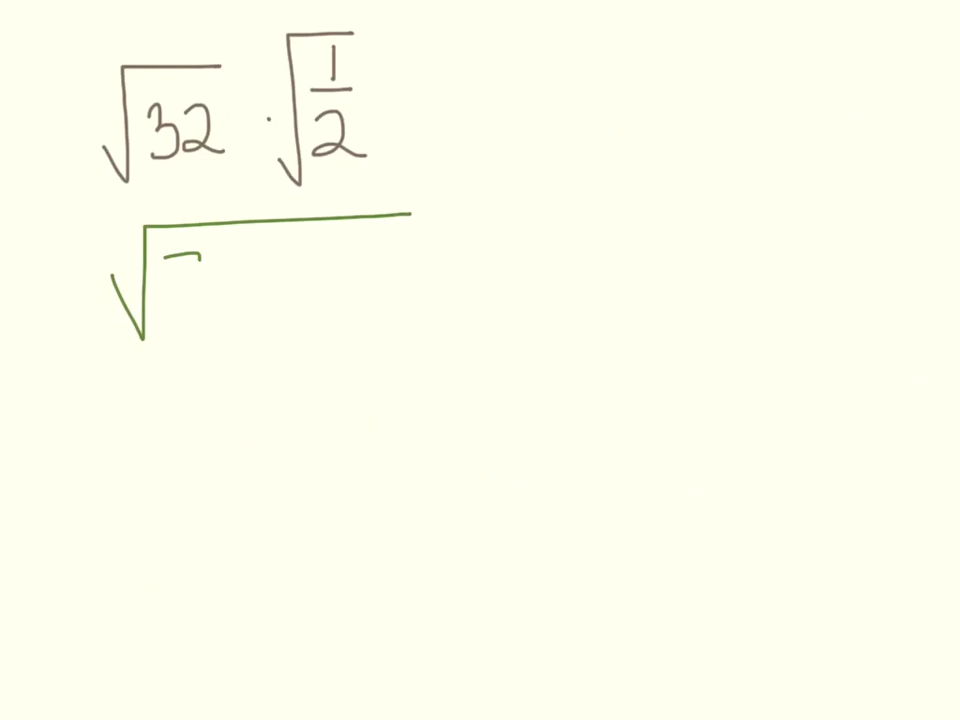 √32 · √(1/2)
√